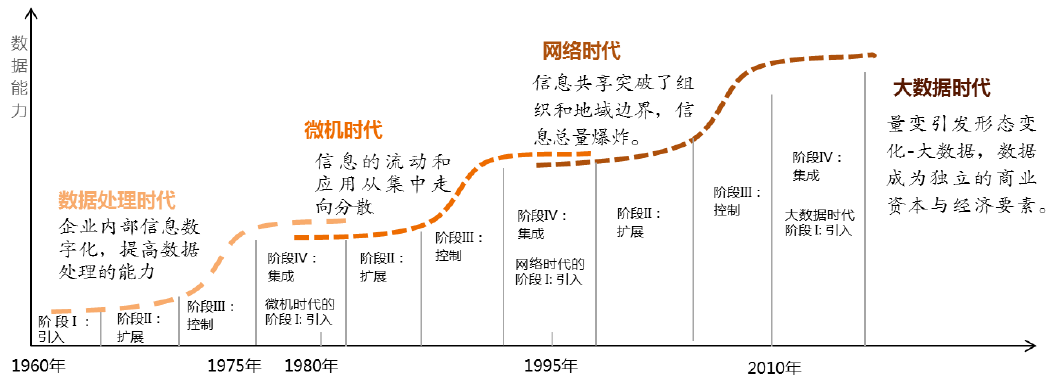 数据能力
网络时代
信息共享突破了组
织和地域边界，信
息总量爆炸。
大数据时代
量变引发形态变
化-大数据，数据
成为独立的商业
资本与经济要素。
微机时代
信息的流动和
应用从集中走
向分散
数据处理时代
企业内部信息数
字化，提高数据
处理的能力
阶段Ⅰ：
引入
阶段Ⅱ：
扩展
阶段Ⅲ：
控制
阶段Ⅳ：
集成
微机时代的
阶段Ⅰ: 引入
阶段Ⅱ：
扩展
阶段Ⅲ：
控制
阶段Ⅳ：
集成
网络时代的
阶段Ⅰ: 引入
阶段Ⅱ：
扩展
阶段Ⅲ：
控制
阶段Ⅳ：
集成
大数据时代
阶段Ⅰ: 引入
1960年
1975年
1980年
1995年
2010年